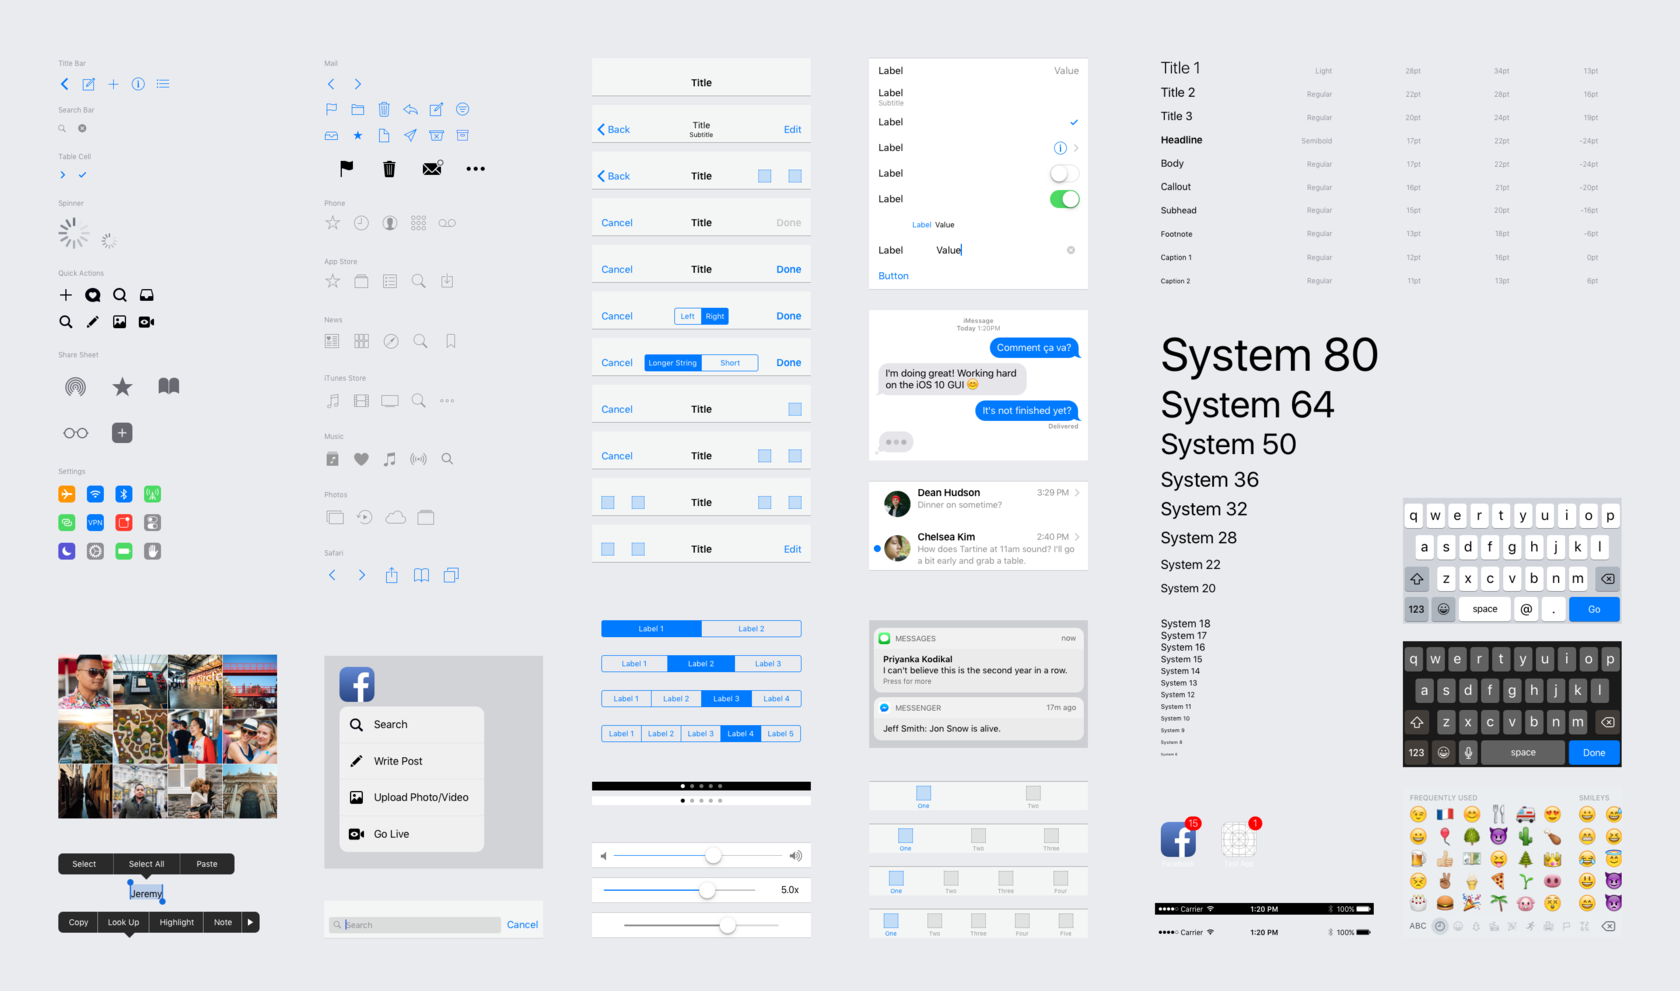 Title Bar
Search Bar
Table Cell
Spinner
Quick Actions
Share Sheet
Settings
VPN
Select
Select All
Paste
Jeremy
Copy
Look Up
Highlight
Note
Mail
Phone
App Store
News
iTunes Store
Music
Photos
Safari
Search
Write Post
Upload Photo/Video
Go Live
Search
Cancel
Title
Back
Title
Subtitle
Edit
Back
Title
Cancel
Title
Done
Cancel
Title
Done
Cancel
Left
Right
Done
Cancel
Longer String
Short
Done
Cancel
Title
Cancel
Title
Title
Title
Edit
Label 1
Label 2
Label 1
Label 2
Label 3
Label 1
Label 2
Label 3
Label 4
Label 1
Label 2
Label 3
Label 4
Label 5
5.0x
Label
Value
Label
Subtitle
Label
Label
Label
Label
Label Value
Label
Value
Button
iMessage
Today 1:20PM
Comment ça va?
I'm doing great! Working hard
on the iOS 10 GUI 😊
It's not finished yet?
Delivered
Dean Hudson
3:29 PM
Dinner on sometime?
Chelsea Kim
2:40 PM
How does Tartine at 11am sound? I'll go
a bit early and grab a table.
MESSAGES
now
Priyanka Kodikal
I can't believe this is the second year in a row.
Press for more
MESSENGER
17m ago
Jeff Smith: Jon Snow is alive.
One
Two
One
Two
Three
One
Two
Three
Four
One
Two
Three
Four
Five
Title 1 Light 28pt 34pt 13pt
Title 2 Regular 22pt 28pt 16pt
Title 3 Regular 20pt 24pt 19pt
Headline Semibold 17pt 22pt -24pt
Body Regular 17pt 22pt -24pt
Callout Regular 16pt 21pt -20pt
Subhead Regular 15pt 20pt -16pt
Footnote Regular 13pt 18pt -6pt
Caption 1 Regular 12pt 16pt 0pt
Caption 2 Regular 11pt 13pt 6pt
System 80
System 64
System 50
System 36
System 32
System 28
System 22
System 20
System 18
System 17
System 16
System 15
System 14
System 13
System 12
System 11
System 10
System 9
System 8
15
1
Carrier
1:20 PM
100%
Carrier
1:20 PM
100%
q w e r t y u i o p
a s d f g h j k l
z x c v b n m
123
space
@
.
Go
q w e r t y u i o p
a s d f g h j k l
z x c v b n m
123
space
Done
FREQUENTLY USED
SMILEYS
ABC